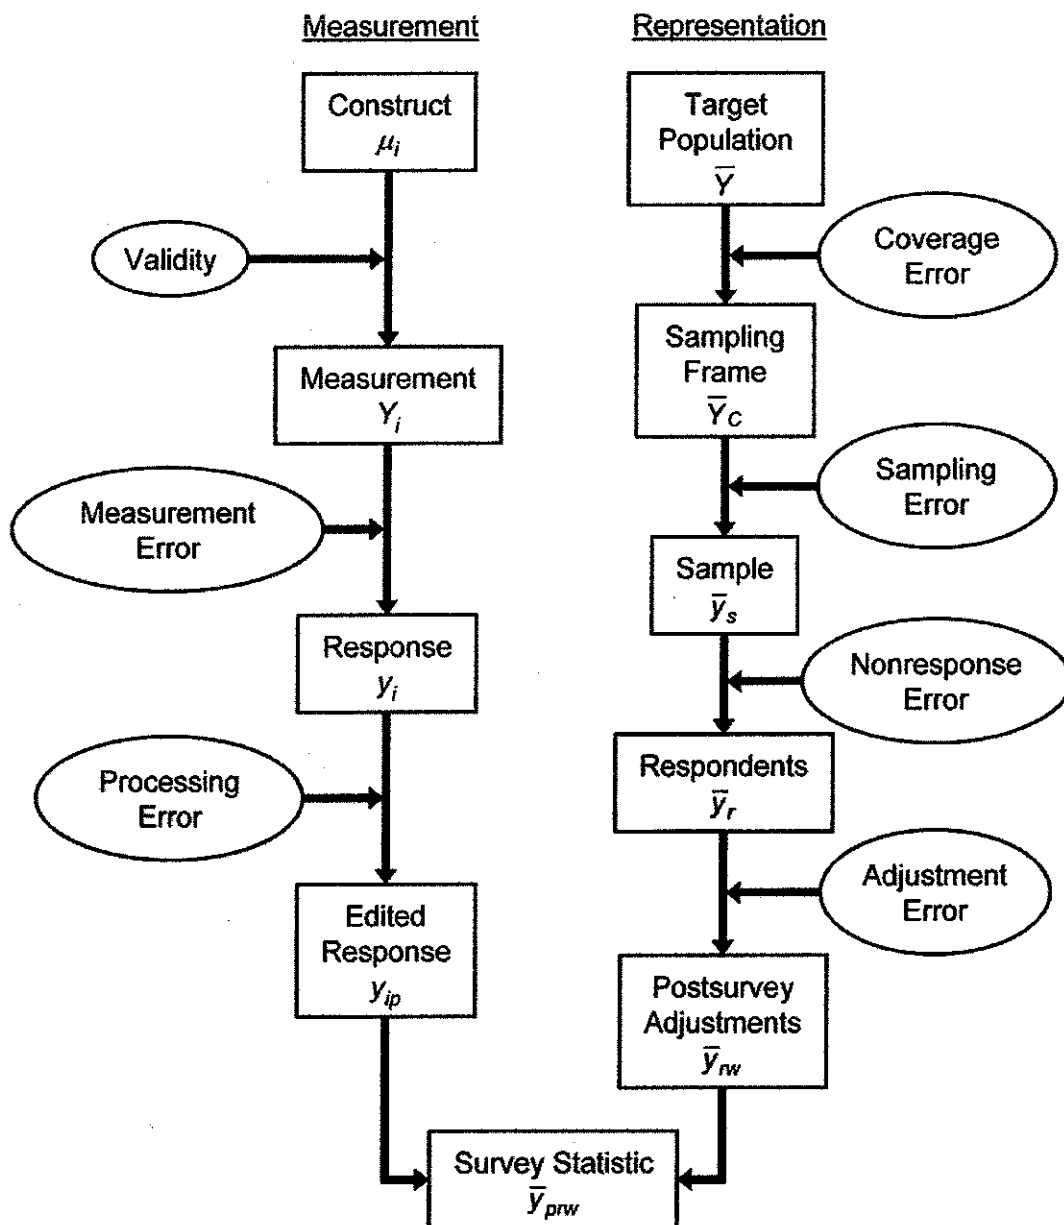 Measurement
Construct
μi
Validity
Measurement
Yi
Measurement
Error
Response
yi
Processing
Error
Edited
Response
yip
Representation
Target
Population
Ȳ
Coverage
Error
Sampling
Frame
ȲC
Sampling
Error
Sample
ȳs
Nonresponse
Error
Respondents
ȳr
Adjustment
Error
Postsurvey
Adjustments
ȳrw
Survey Statistic
ȳprw